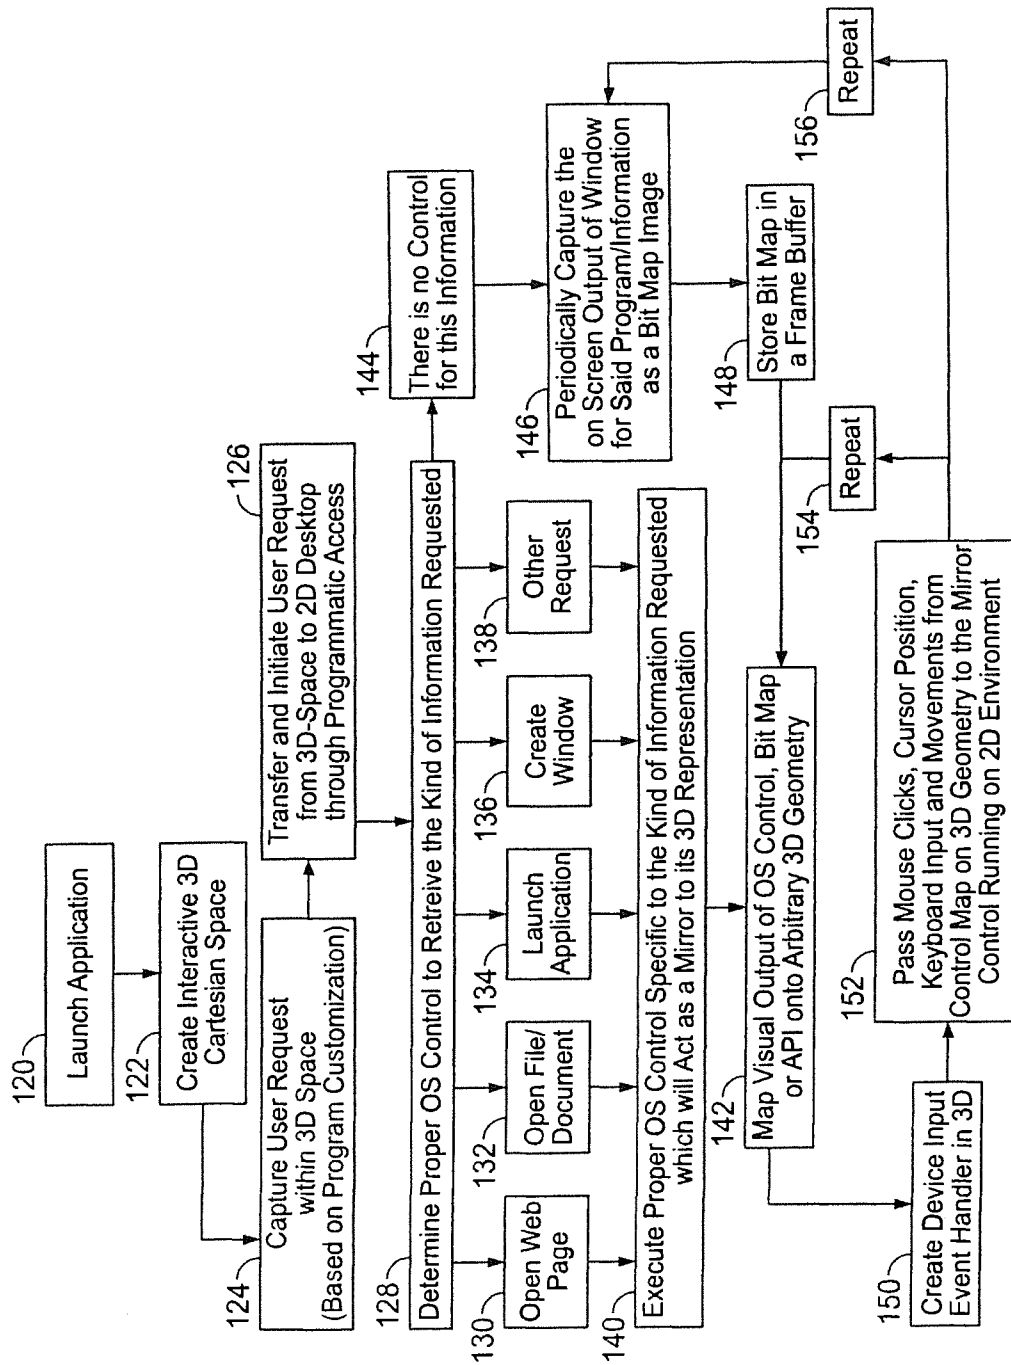 120
Launch Application
122
Create Interactive 3D
Cartesian Space
124
Capture User Request
within 3D Space
(Based on Program Customization)
126
Transfer and Initiate User Request
from 3D-Space to 2D Desktop
through Programmatic Access
128
Determine Proper OS Control to Retreive the Kind of Information Requested
130
Open Web
Page
132
Open File/
Document
134
Launch
Application
136
Create
Window
138
Other
Request
140
Execute Proper OS Control Specific to the Kind of Information Requested
which will Act as a Mirror to its 3D Representation
142
Map Visual Output of OS Control, Bit Map
or API onto Arbitrary 3D Geometry
144
There is no Control
for this Information
146
Periodically Capture the
on Screen Output of Window
for Said Program/Information
as a Bit Map Image
148
Store Bit Map in
a Frame Buffer
150
Create Device Input
Event Handler in 3D
152
Pass Mouse Clicks, Cursor Position,
Keyboard Input and Movements from
Control Map on 3D Geometry to the Mirror
Control Running on 2D Environment
154
Repeat
156
Repeat